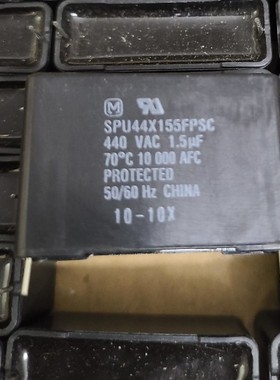 M
SPU44X155FPSC
440 VAC 1.5µF
70°C 10 000 AFC
PROTECTED
50/60 Hz CHINA
10-10X